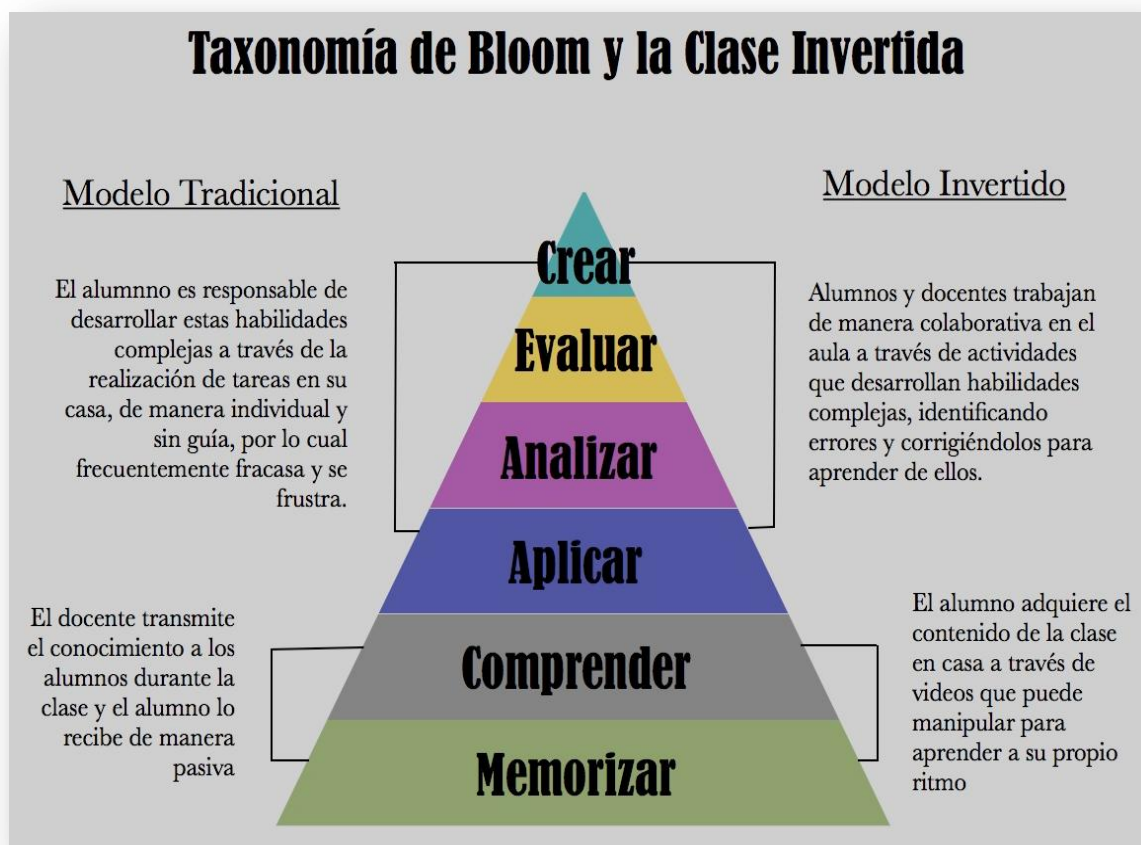 Taxonomía de Bloom y la Clase Invertida
Modelo Tradicional
El alumnno es responsable de
desarrollar estas habilidades
complejas a través de la
realización de tareas en su
casa, de manera individual y
sin guía, por lo cual
frecuentemente fracasa y se
frustra.
El docente transmite
el conocimiento a los
alumnos durante la
clase y el alumno lo
recibe de manera
pasiva
Crear
Evaluar
Analizar
Aplicar
Comprender
Memorizar
Modelo Invertido
Alumnos y docentes trabajan
de manera colaborativa en el
aula a través de actividades
que desarrollan habilidades
complejas, identificando
errores y corrigiéndolos para
aprender de ellos.
El alumno adquiere el
contenido de la clase
en casa a través de
videos que puede
manipular para
aprender a su propio
ritmo